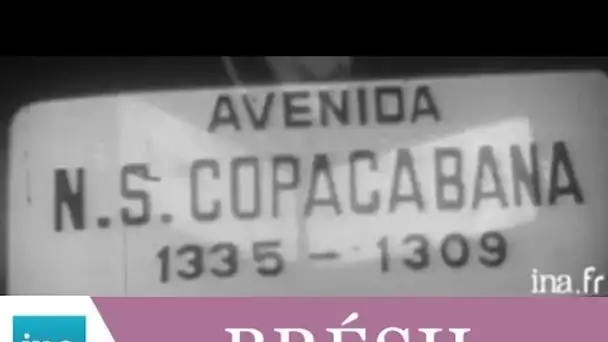 AVENIDA
N.S. COPACABANA
1335 – 1309
ina.fr